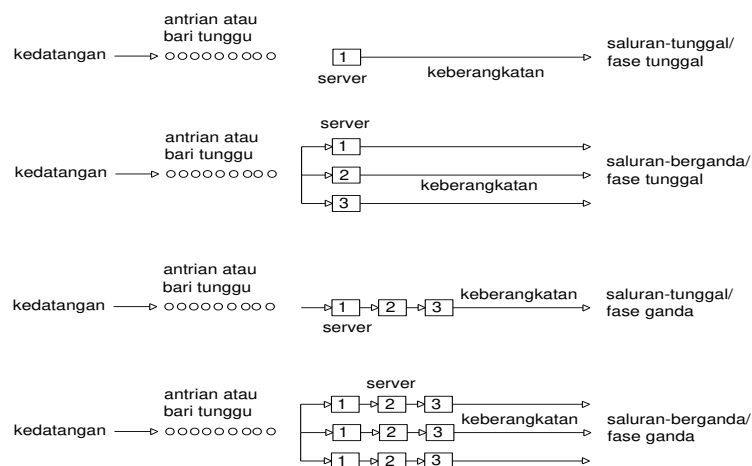 antrian atau
bari tunggu
kedatangan
1
server
keberangkatan
saluran-tunggal/
fase tunggal
antrian atau
bari tunggu
kedatangan
server
1
2
3
keberangkatan
saluran-berganda/
fase tunggal
antrian atau
bari tunggu
kedatangan
1 2 3
server
keberangkatan
saluran-tunggal/
fase ganda
antrian atau
bari tunggu
kedatangan
server
1 2 3
1 2 3
1 2 3
keberangkatan
saluran-berganda/
fase ganda